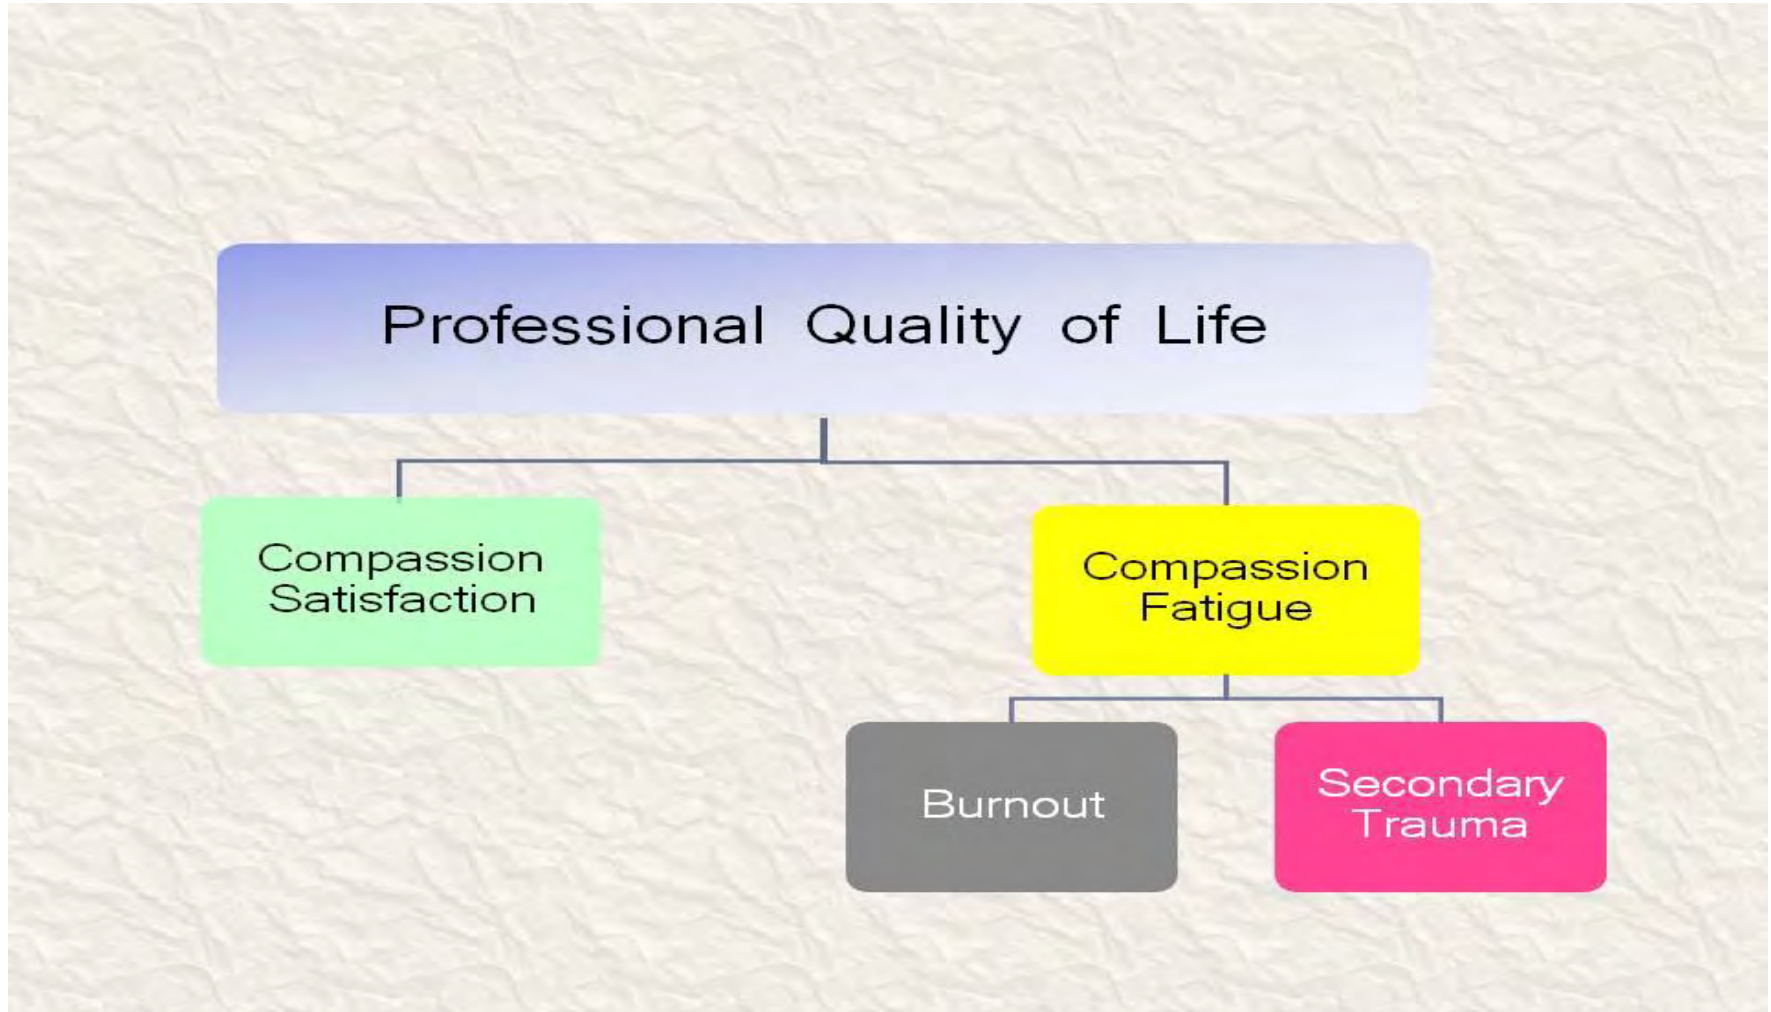 Professional Quality of Life
Compassion
Satisfaction
Compassion
Fatigue
Burnout
Secondary
Trauma